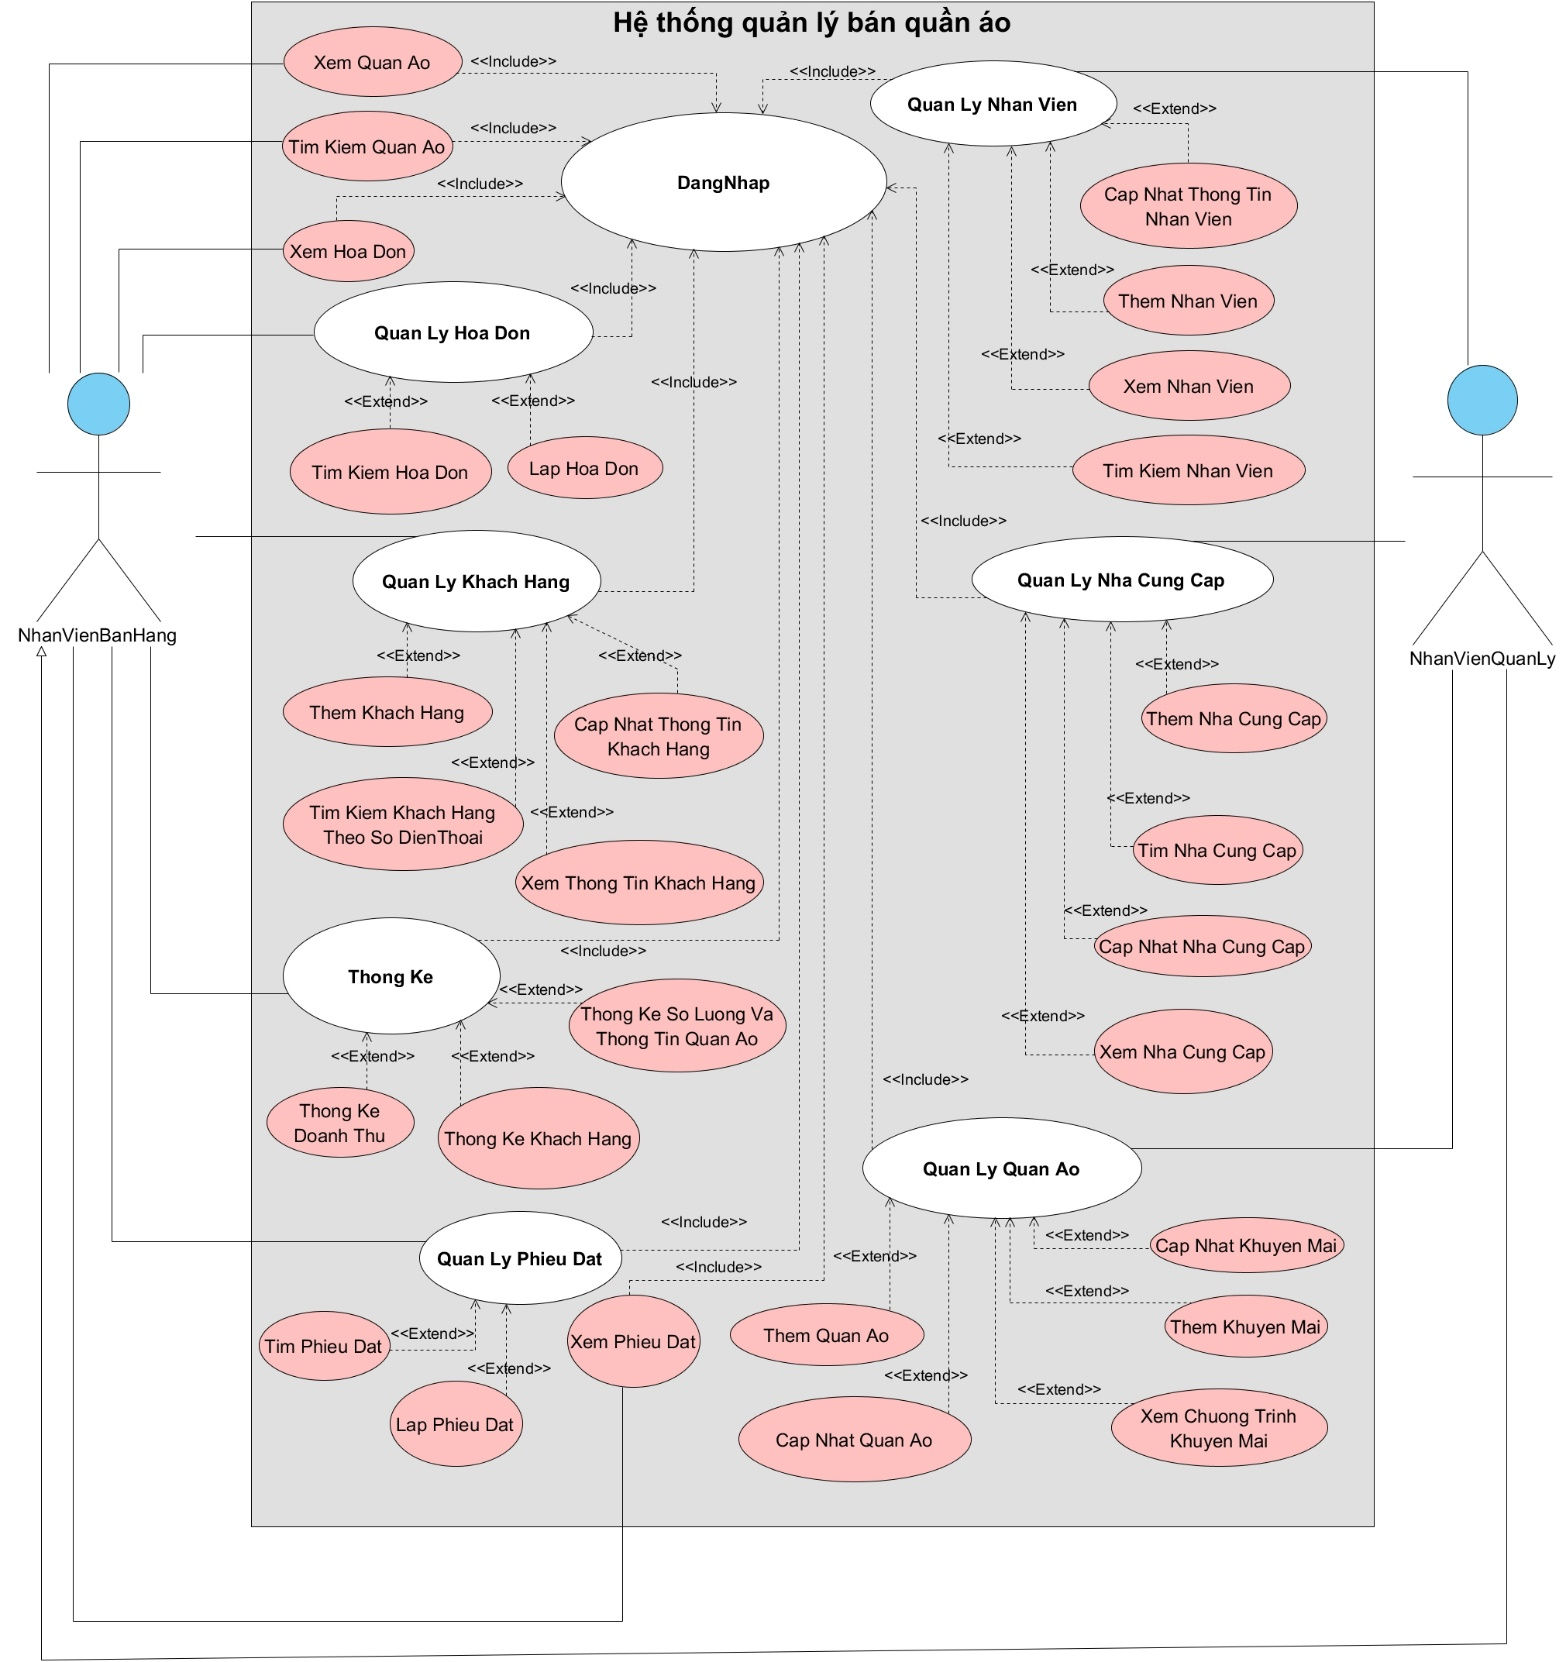 Hệ thống quản lý bán quần áo
Xem Quan Ao
<<Include>>
<<Include>>
Quan Ly Nhan Vien
<<Extend>>
Tim Kiem Quan Ao
<<Include>>
DangNhap
<<Include>>
Cap Nhat Thong Tin
Nhan Vien
Xem Hoa Don
<<Extend>>
Them Nhan Vien
<<Include>>
Quan Ly Hoa Don
<<Extend>>
Xem Nhan Vien
<<Include>>
<<Extend>>
<<Extend>>
<<Extend>>
Tim Kiem Hoa Don
Lap Hoa Don
Tim Kiem Nhan Vien
<<Include>>
Quan Ly Khach Hang
Quan Ly Nha Cung Cap
NhanVienBanHang
NhanVienQuanLy
<<Extend>>
<<Extend>>
<<Extend>>
Them Khach Hang
Cap Nhat Thong Tin
Khach Hang
Them Nha Cung Cap
<<Extend>>
<<Extend>>
Tim Kiem Khach Hang
Theo So DienThoai
<<Extend>>
Tim Nha Cung Cap
Xem Thong Tin Khach Hang
<<Extend>>
Cap Nhat Nha Cung Cap
<<Include>>
Thong Ke
<<Extend>>
Thong Ke So Luong Va
Thong Tin Quan Ao
<<Extend>>
Xem Nha Cung Cap
<<Extend>>
<<Extend>>
<<Include>>
Thong Ke
Doanh Thu
Thong Ke Khach Hang
Quan Ly Quan Ao
<<Include>>
Quan Ly Phieu Dat
<<Include>>
<<Extend>>
<<Extend>>
Cap Nhat Khuyen Mai
<<Extend>>
Them Khuyen Mai
Tim Phieu Dat
<<Extend>>
Xem Phieu Dat
Them Quan Ao
<<Extend>>
<<Extend>>
<<Extend>>
Lap Phieu Dat
Cap Nhat Quan Ao
Xem Chuong Trinh
Khuyen Mai